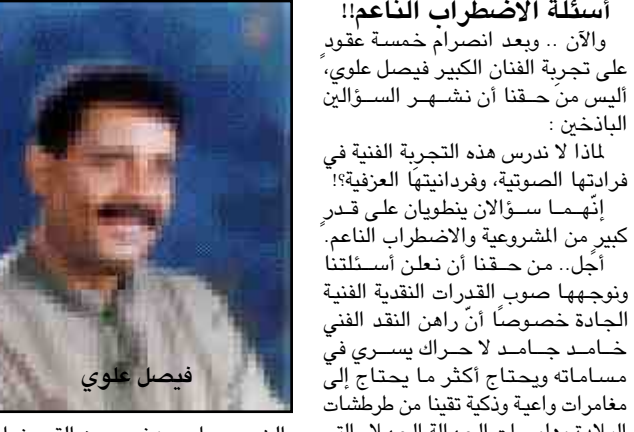 أسئلة الاضطراب الناعم!!
والآن .. وبعد انصرام خمسة عقودٍ
على تجربة الفنان الكبير فيصل علوي،
أليس من حقنا أن نشهر السؤالين
الباذخين :
لماذا لا ندرس هذه التجربة الفنية في
فرادتها الصوتية، وفردانيتها العزفية؟!
إنّهما سؤالان ينطويان على قدرٍ
كبيرٍ من المشروعية والاضطراب الناعم.
أجل.. من حقنا أن نعلن أسئلتنا
ونوجهها صوب القدرات النقدية الفنية
الجادة خصوصاً أنّ راهن النقد الفني
خامد جامد لا حراك يسري في
مساماته ويحتاج أكثر ما يحتاج إلى
مغامرات واعية وذكية تقينا من طرطشات
فيصل علوي